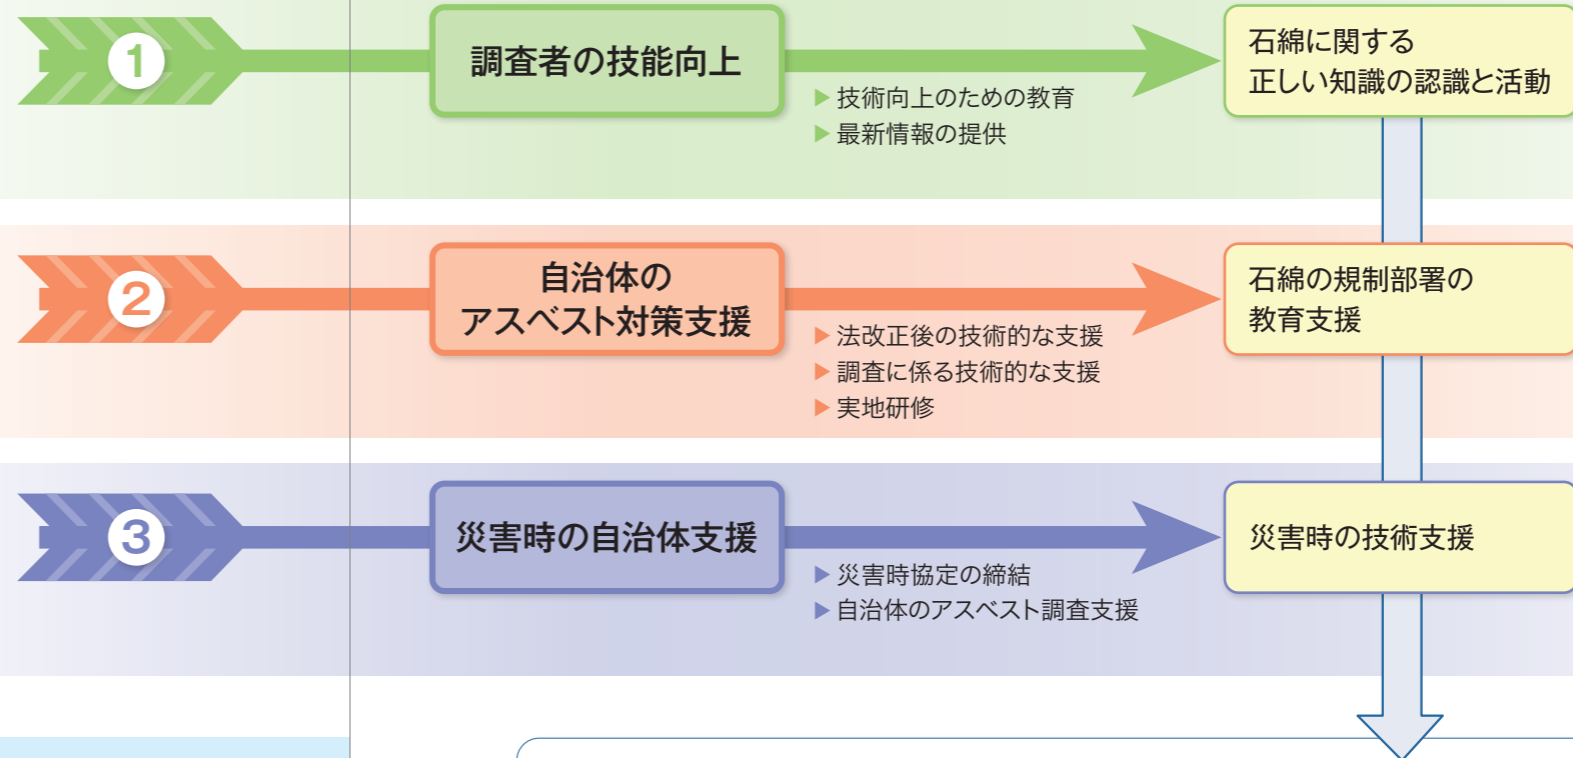 1
調査者の技能向上
▶技術向上のための教育
▶最新情報の提供
石綿に関する
正しい知識の認識と活動
2
自治体の
アスベスト対策支援
▶法改正後の技術的な支援
▶調査に係る技術的な支援
▶実地研修
石綿の規制部署の
教育支援
3
災害時の自治体支援
▶災害時協定の締結
▶自治体のアスベスト調査支援
災害時の技術支援